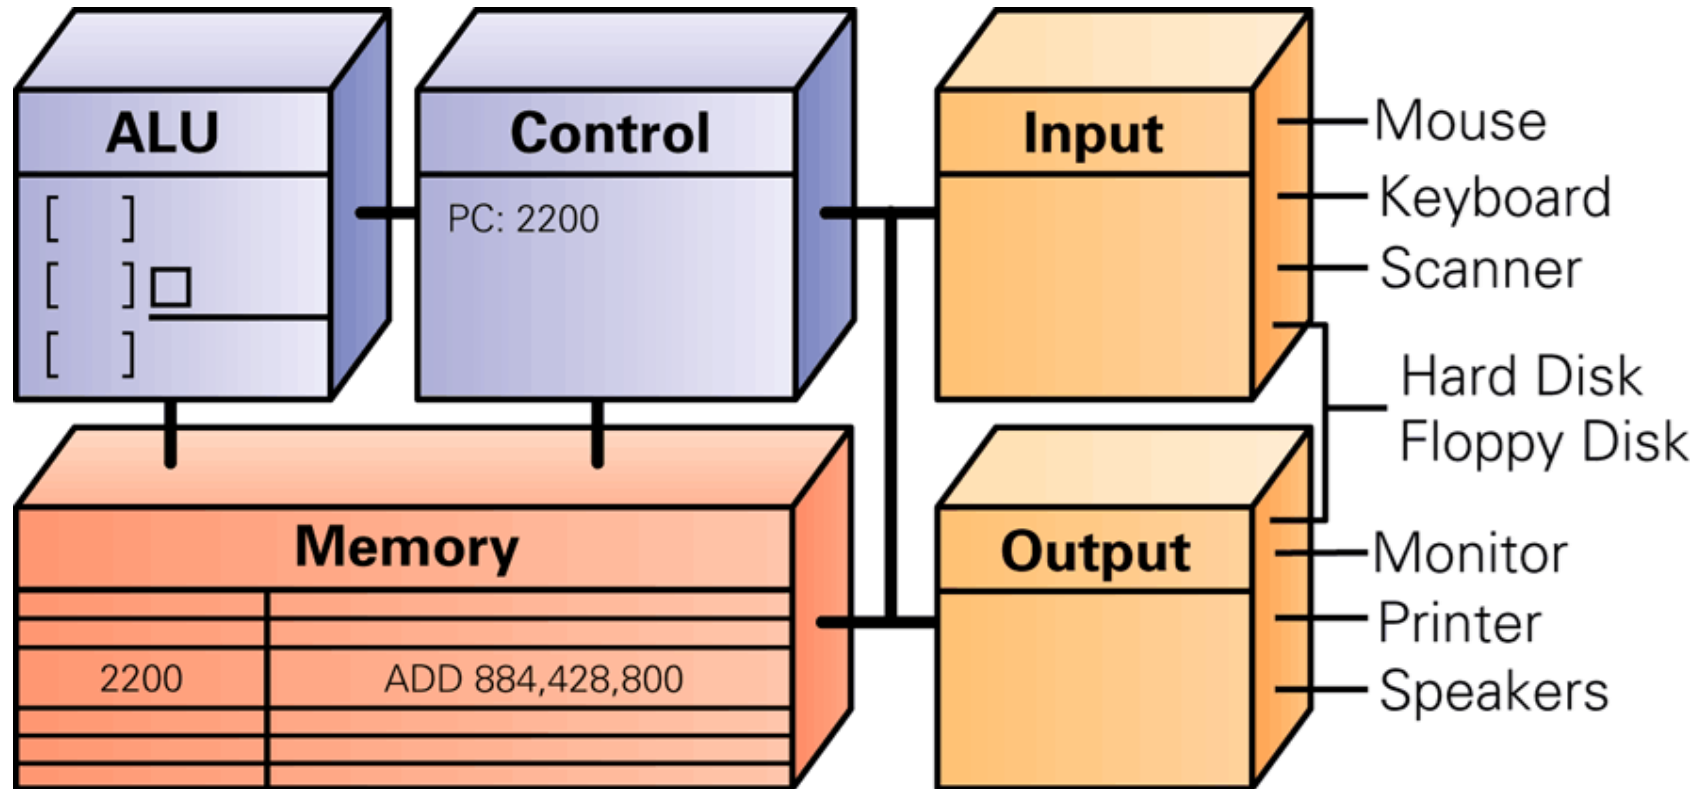 ALU
[ ]
[ ]
[ ]
Control
PC: 2200
Input
Mouse
Keyboard
Scanner
Hard Disk
Floppy Disk
Memory
2200 ADD 884,428,800
Output
Monitor
Printer
Speakers